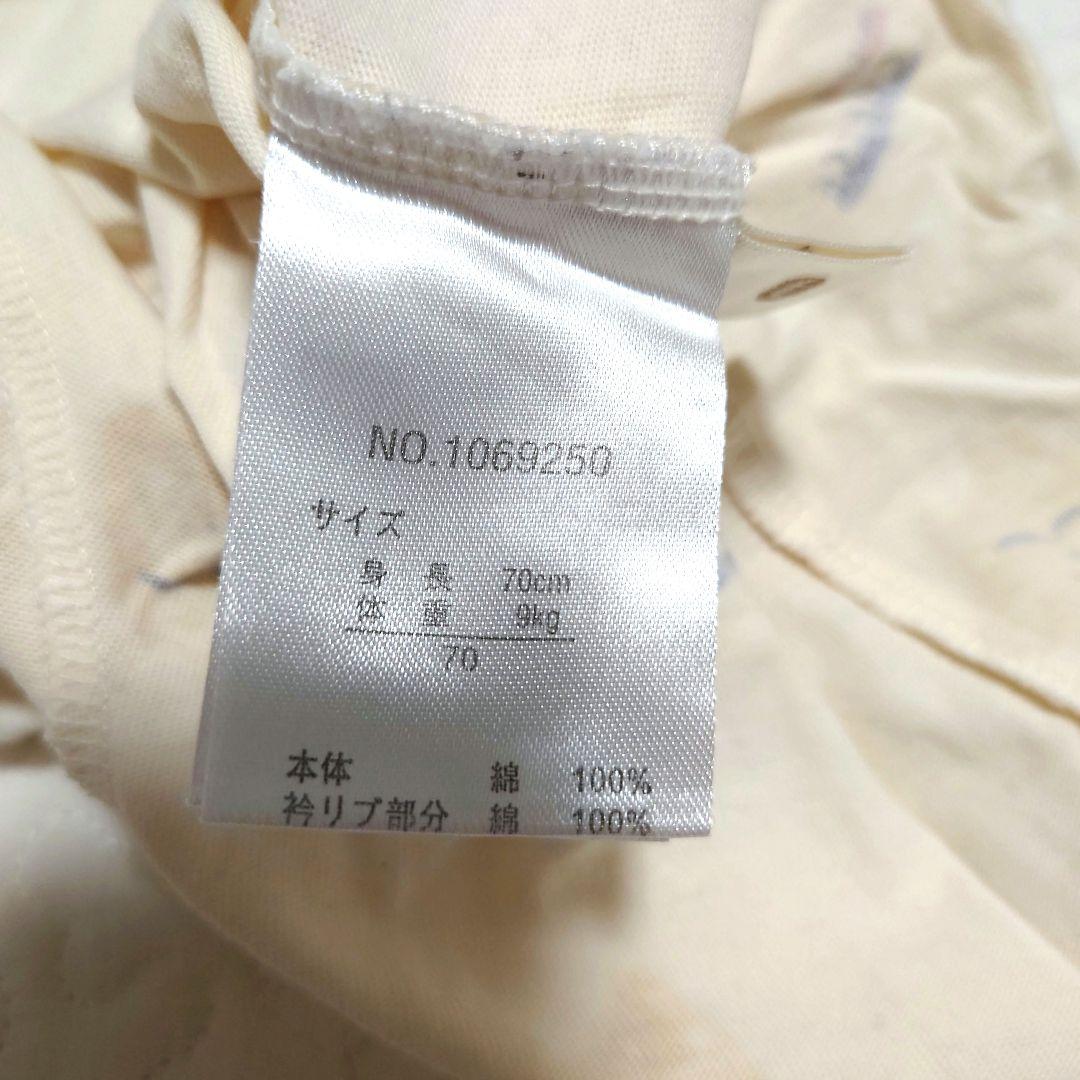 NO.1069250
サイズ
身 長 70cm
体 重 9kg
70
本体 綿 100%
衿リブ部分 綿 100%